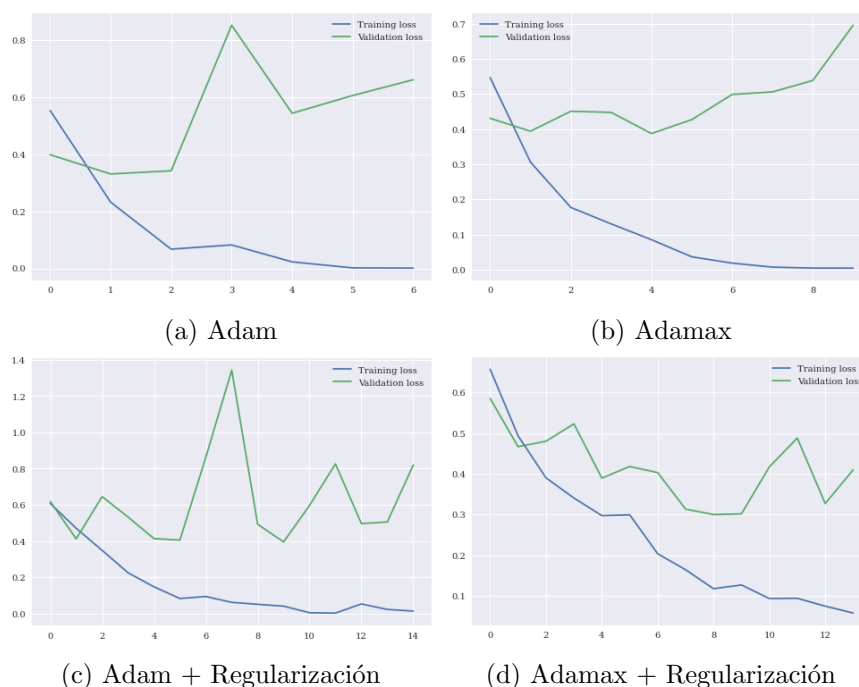 Training loss
Validation loss
0.8
0.6
0.4
0.2
0.0
0 1 2 3 4 5 6
(a) Adam
Training loss
Validation loss
0.7
0.6
0.5
0.4
0.3
0.2
0.1
0.0
0 2 4 6 8
(b) Adamax
Training loss
Validation loss
1.4
1.2
1.0
0.8
0.6
0.4
0.2
0.0
0 2 4 6 8 10 12 14
(c) Adam + Regularización
Training loss
Validation loss
0.6
0.5
0.4
0.3
0.2
0.1
0 2 4 6 8 10 12
(d) Adamax + Regularización